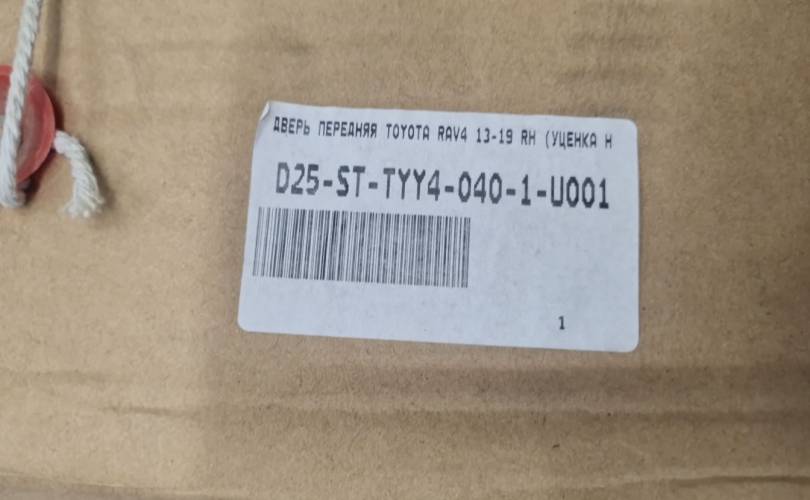 ДВЕРЬ ПЕРЕДНЯЯ TOYOTA RAV4 13-19 RH (УЦЕНКА Н
D25-ST-TYY4-040-1-U001
1